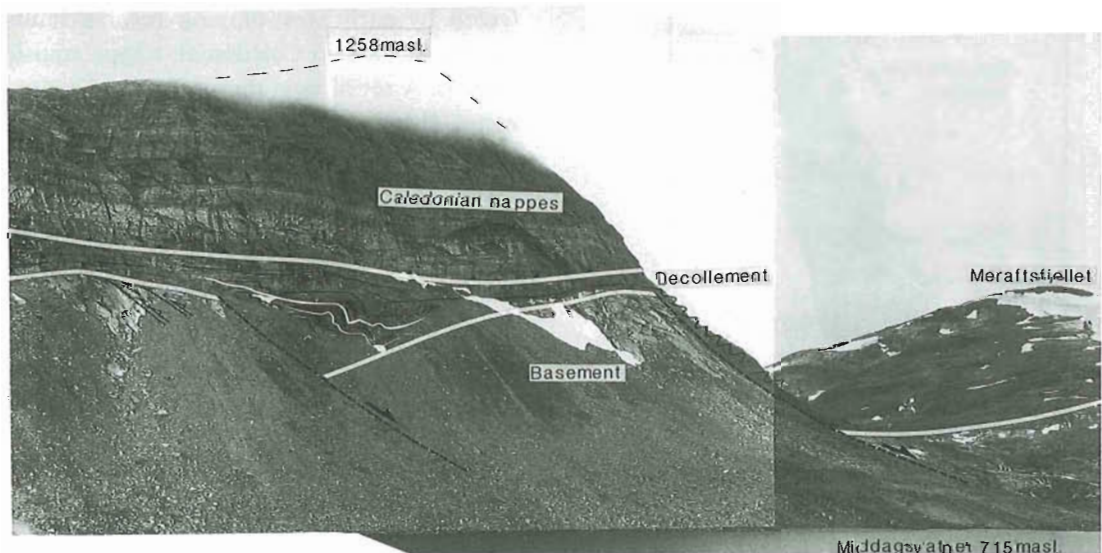 1258masl.
Caledonian nappes
Decollement
Meraftsfjellet
Basement
Middagsvatnet 715masl.